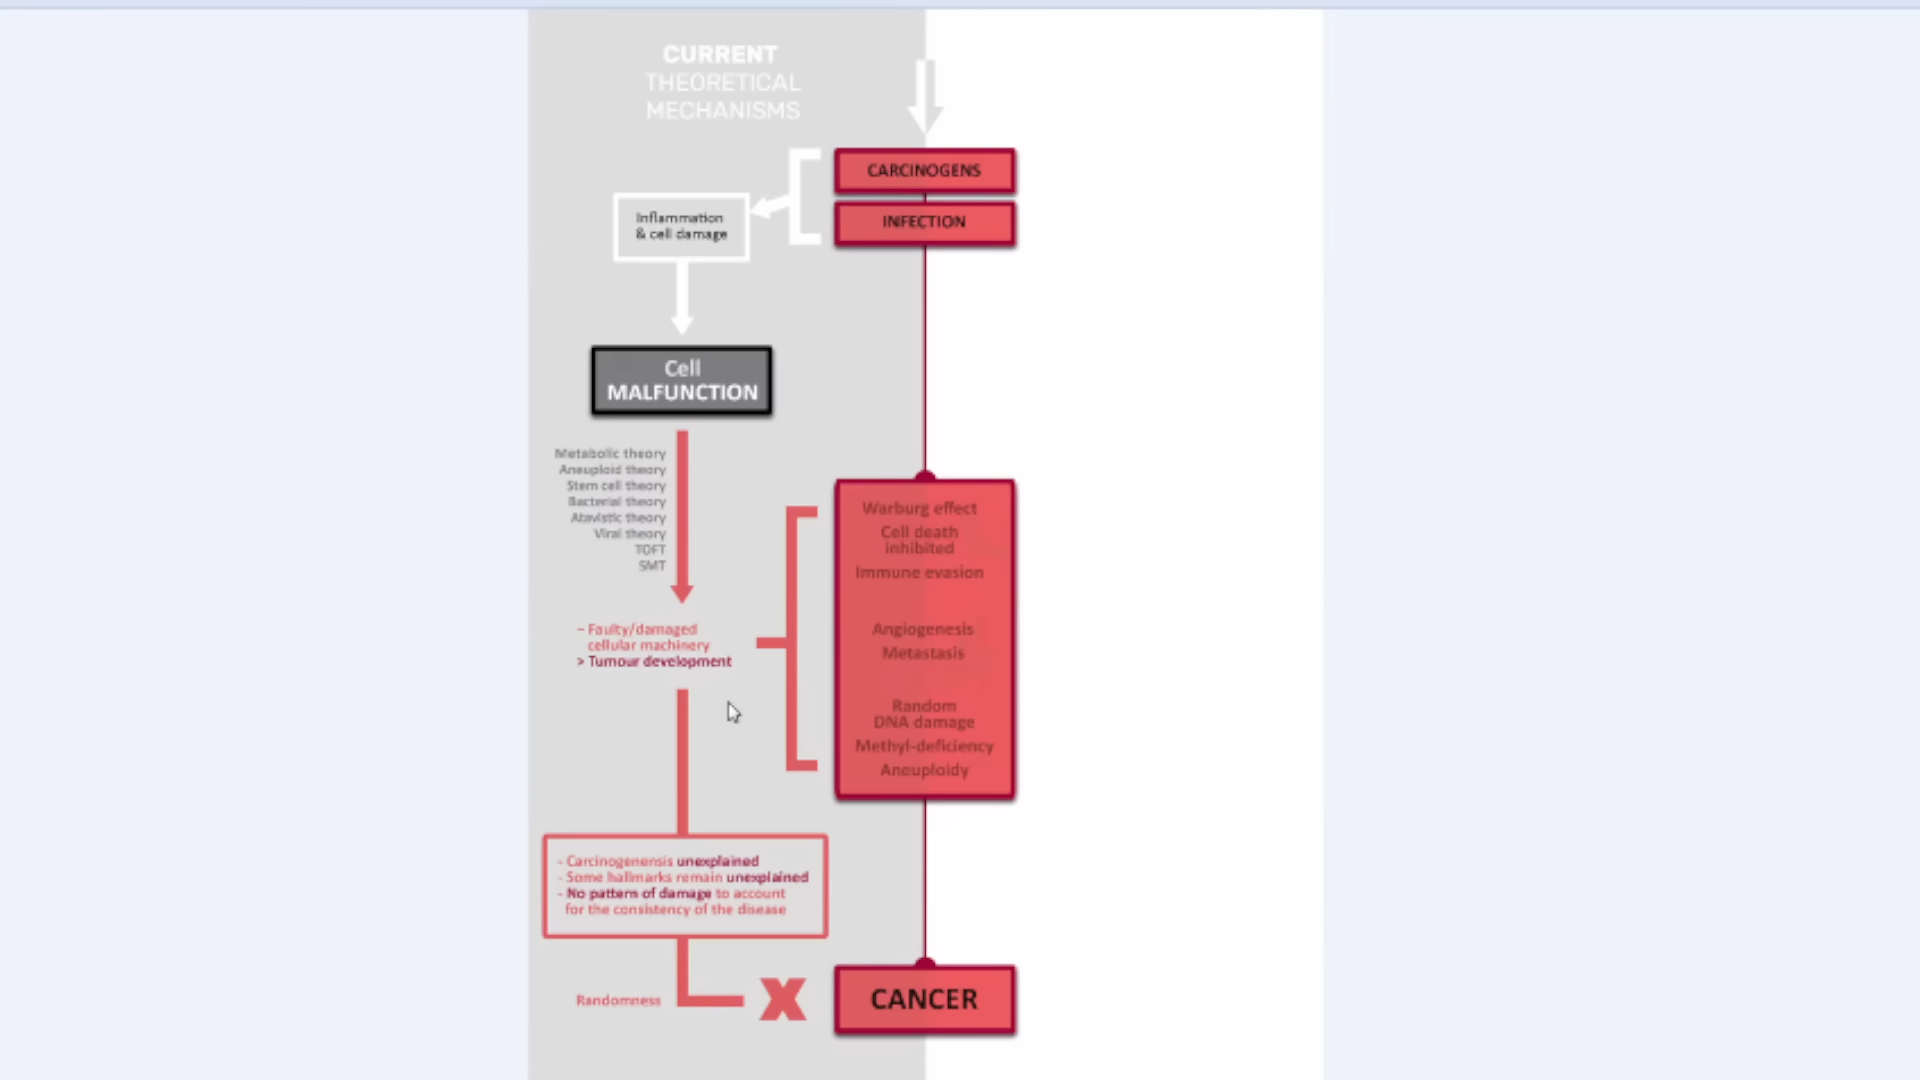 CURRENT
THEORETICAL
MECHANISMS
CARCINOGENS
INFECTION
Inflammation
& cell damage
Cell
MALFUNCTION
Metabolic theory
Aneuploid theory
Stem cell theory
Bacterial theory
Atavistic theory
Viral theory
TOFT
SMT
– Faulty/damaged
cellular machinery
> Tumour development
Warburg effect
Cell death
inhibited
Immune evasion
Angiogenesis
Metastasis
Random
DNA damage
Methyl-deficiency
Aneuploidy
- Carcinogenensis unexplained
- Some hallmarks remain unexplained
- No pattern of damage to account
for the consistency of the disease
Randomness
X
CANCER